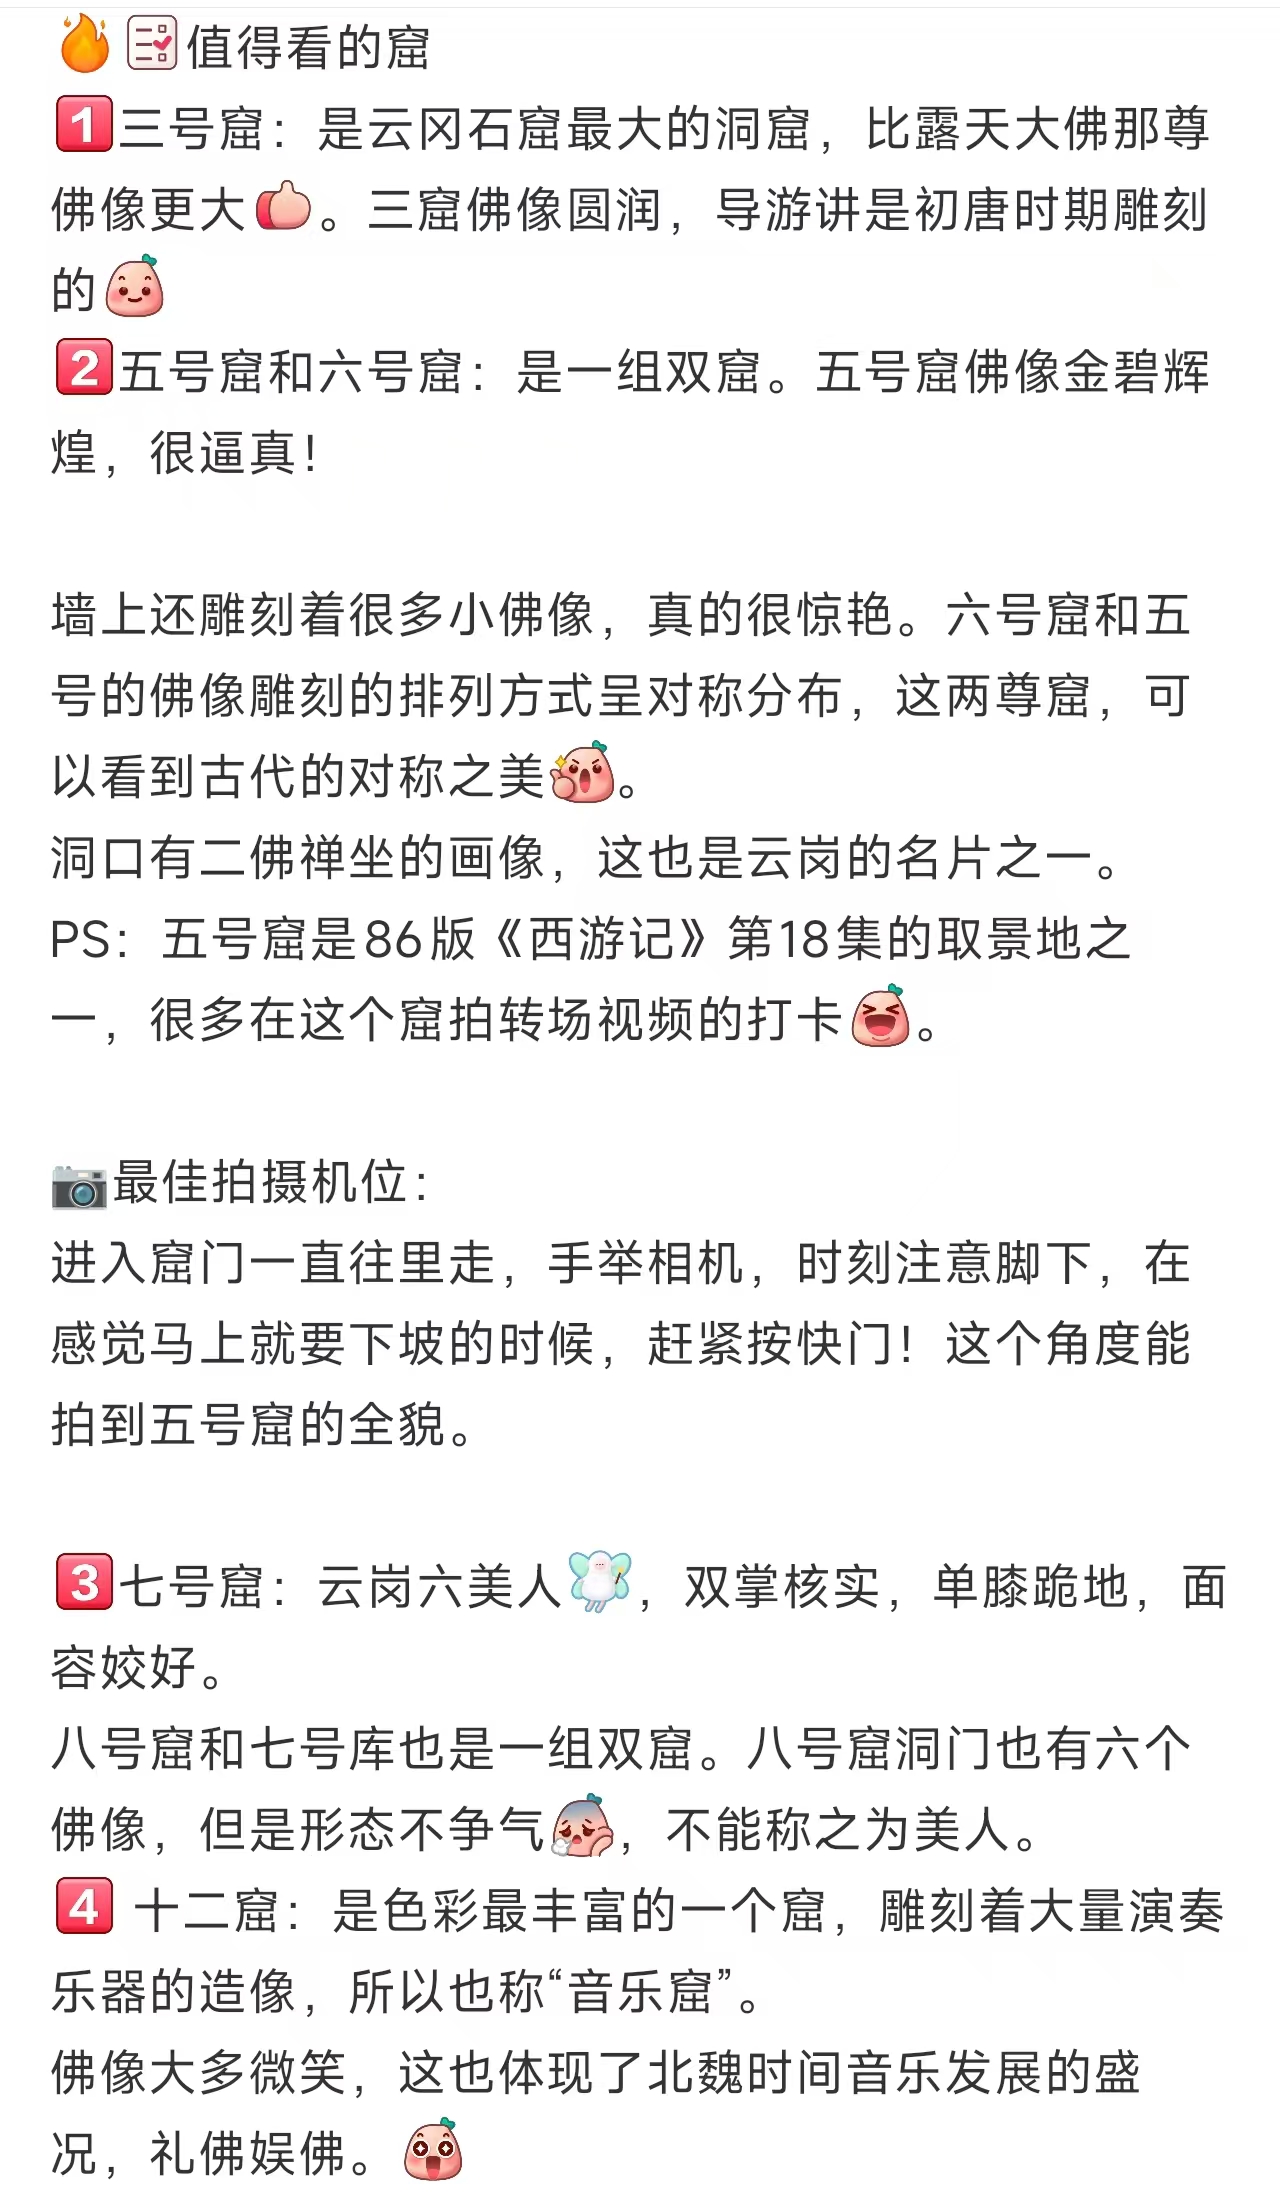 值得看的窟
1三号窟：是云冈石窟最大的洞窟，比露天大佛那尊
佛像更大。三窟佛像圆润，导游讲是初唐时期雕刻
的
2五号窟和六号窟：是一组双窟。五号窟佛像金碧辉
煌，很逼真！
墙上还雕刻着很多小佛像，真的很惊艳。六号窟和五
号的佛像雕刻的排列方式呈对称分布，这两尊窟，可
以看到古代的对称之美。
洞口有二佛禅坐的画像，这也是云岗的名片之一。
PS：五号窟是86版《西游记》第18集的取景地之
一，很多在这个窟拍转场视频的打卡。
最佳拍摄机位：
进入窟门一直往里走，手举相机，时刻注意脚下，在
感觉马上就要下坡的时候，赶紧按快门！这个角度能
拍到五号窟的全貌。
3七号窟：云岗六美人，双掌核实，单膝跪地，面
容姣好。
八号窟和七号库也是一组双窟。八号窟洞门也有六个
佛像，但是形态不争气，不能称之为美人。
4 十二窟：是色彩最丰富的一个窟，雕刻着大量演奏
乐器的造像，所以也称“音乐窟”。
佛像大多微笑，这也体现了北魏时间音乐发展的盛
况，礼佛娱佛。